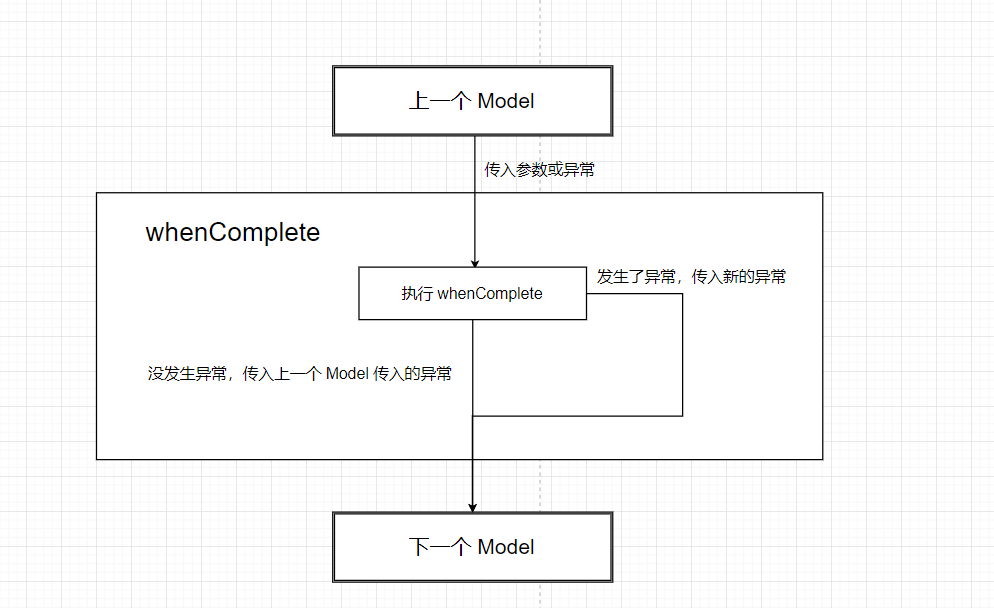 上一个 Model
传入参数或异常
whenComplete
发生了异常，传入新的异常
执行 whenComplete
没发生异常，传入上一个 Model 传入的异常
下一个 Model